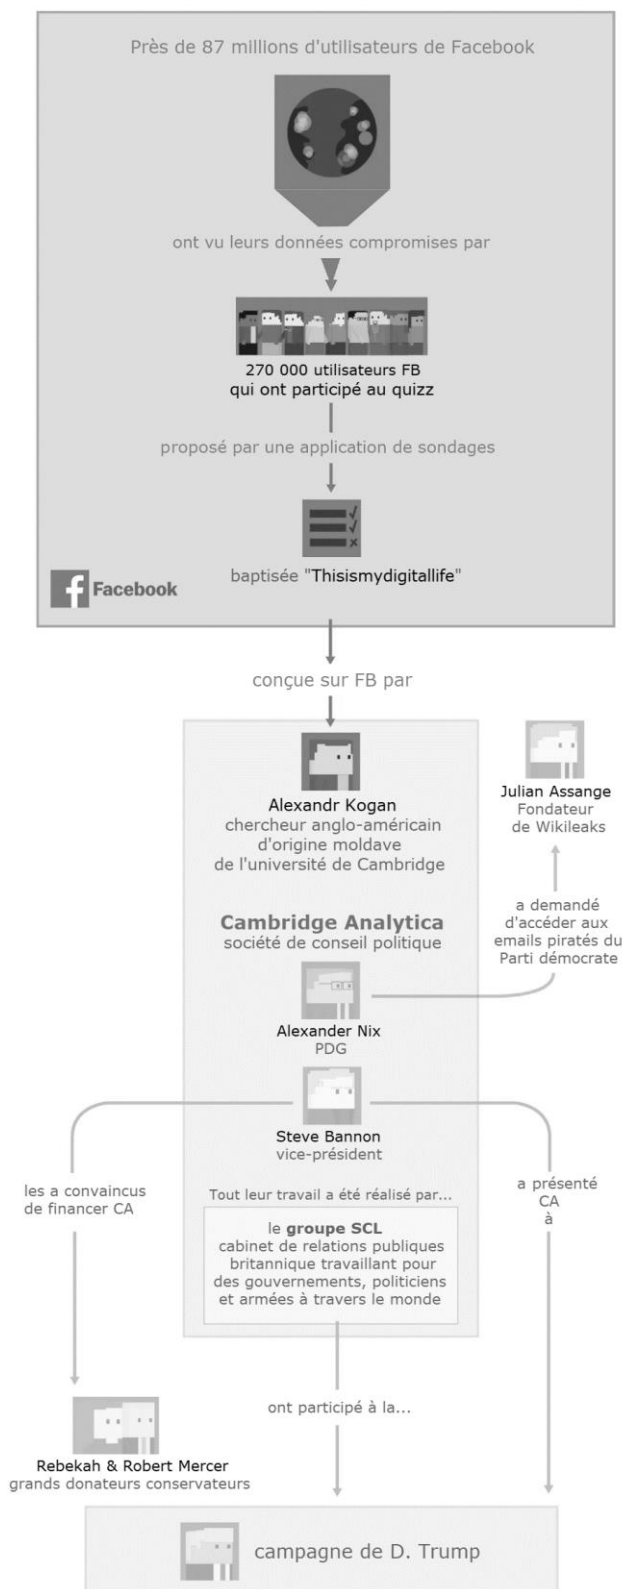 Près de 87 millions d'utilisateurs de Facebook
ont vu leurs données compromises par
270 000 utilisateurs FB
qui ont participé au quizz
proposé par une application de sondages
baptisée "Thisismydigitallife"
Facebook
conçue sur FB par
Alexandr Kogan
chercheur anglo-américain
d'origine moldave
de l'université de Cambridge
Julian Assange
Fondateur
de Wikileaks
a demandé
d'accéder aux
emails piratés du
Parti démocrate
Cambridge Analytica
société de conseil politique
Alexander Nix
PDG
Steve Bannon
vice-président
les a convaincus
de financer CA
a présenté
CA
à
Tout leur travail a été réalisé par...
le groupe SCL
cabinet de relations publiques
britannique travaillant pour
des gouvernements, politiciens
et armées à travers le monde
ont participé à la...
Rebekah & Robert Mercer
grands donateurs conservateurs
campagne de D. Trump